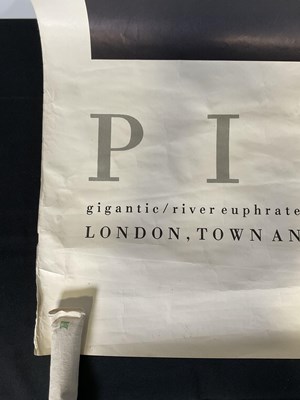 P I
gigantic/river euphrate
LONDON, TOWN AN